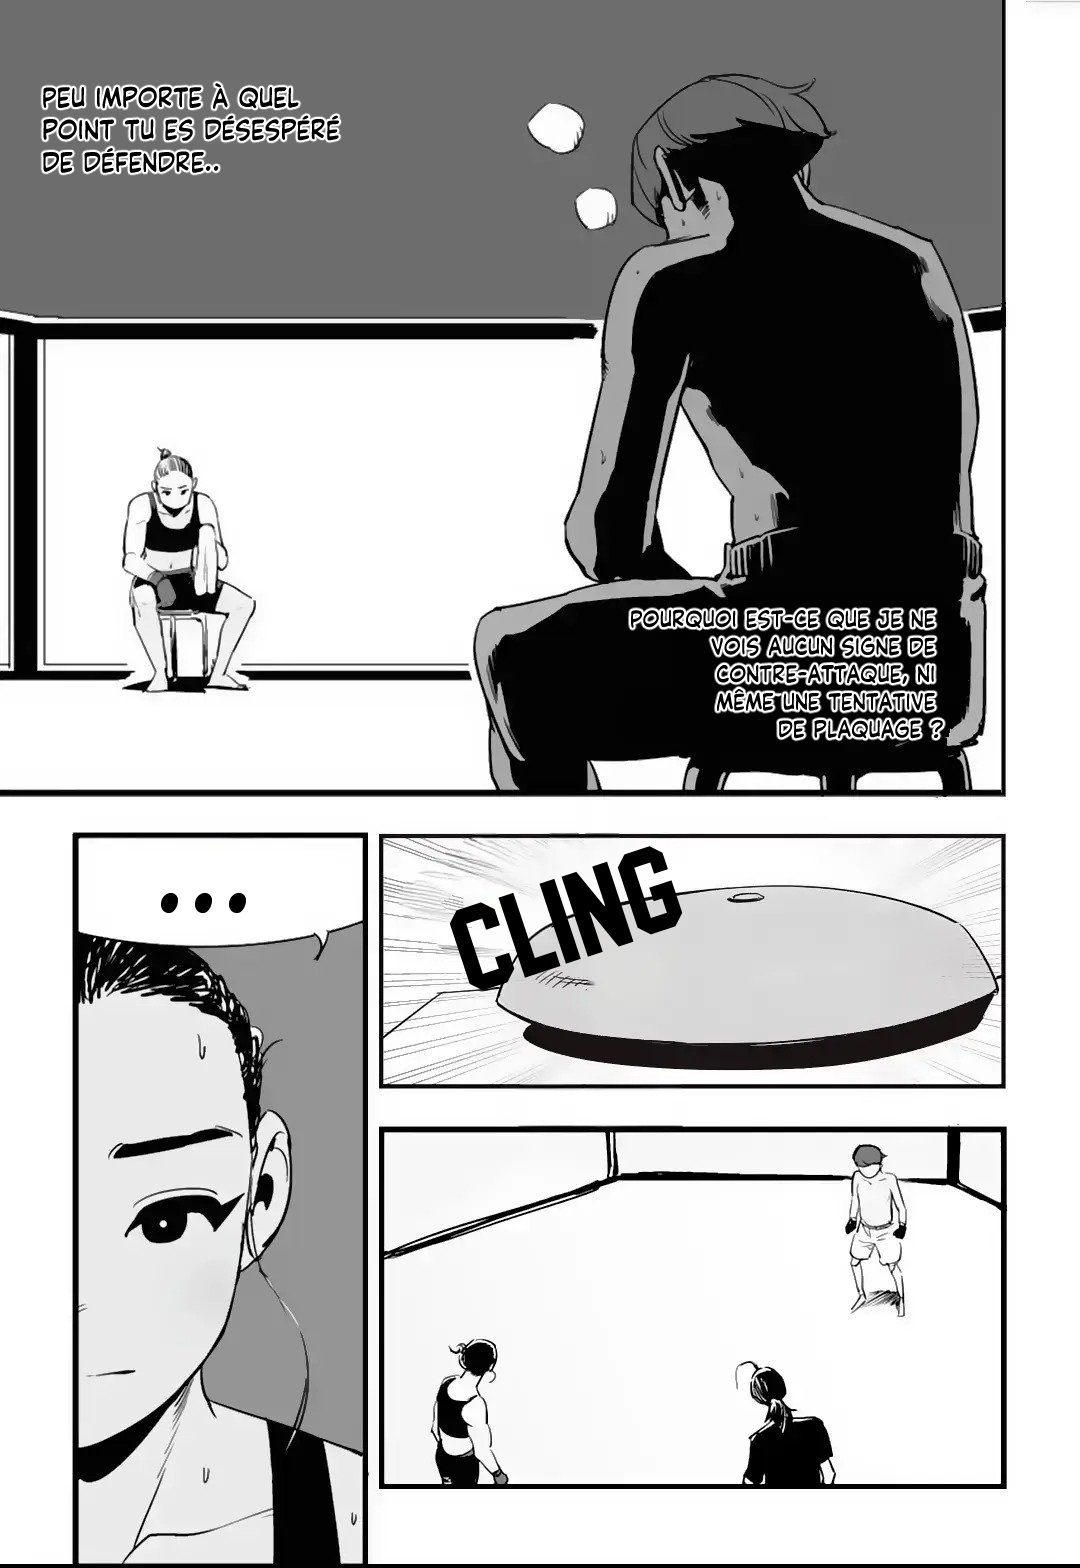 PEU IMPORTE À QUEL
POINT TU ES DÉSESPÉRÉ
DE DÉFENDRE..
POURQUOI EST-CE QUE JE NE
VOIS AUCUN SIGNE DE
CONTRE-ATTAQUE, NI
MÊME UNE TENTATIVE
DE PLAQUAGE ?
...
CLING